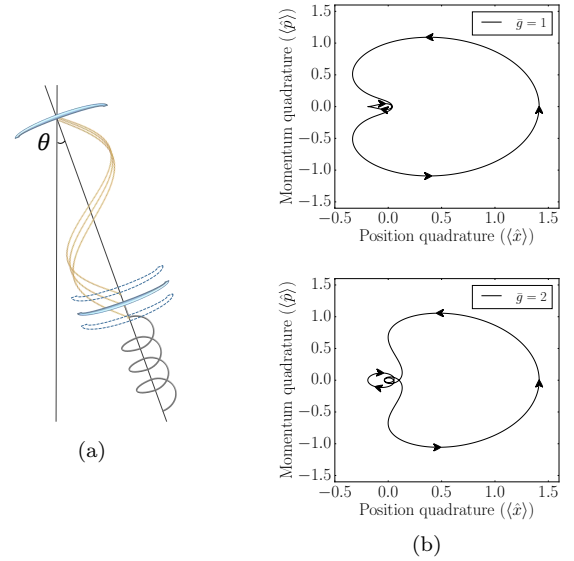 θ
(a)
ḡ = 1
1.5
1.0
0.5
0.0
−0.5
−1.0
−1.5
Momentum quadrature (⟨p̂⟩)
−0.5 0.0 0.5 1.0 1.5
Position quadrature (⟨x̂⟩)
ḡ = 2
1.5
1.0
0.5
0.0
−0.5
−1.0
−1.5
Momentum quadrature (⟨p̂⟩)
−0.5 0.0 0.5 1.0 1.5
Position quadrature (⟨x̂⟩)
(b)